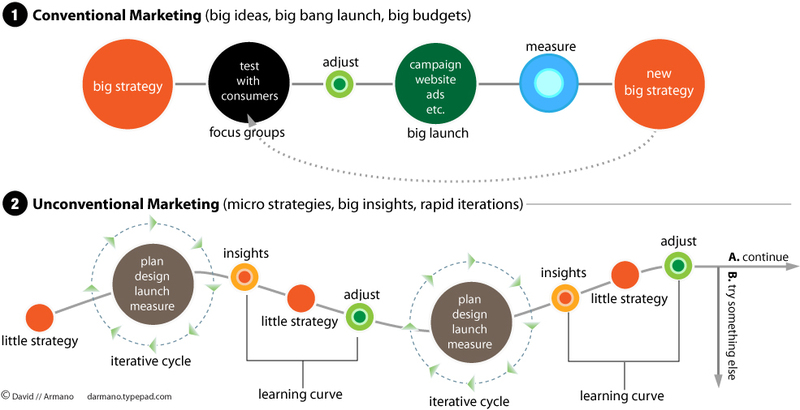 1 Conventional Marketing (big ideas, big bang launch, big budgets)
big strategy
test
with
consumers
focus groups
adjust
campaign
website
ads
etc.
big launch
measure
new
big strategy
2 Unconventional Marketing (micro strategies, big insights, rapid iterations)
little strategy
plan
design
launch
measure
iterative cycle
insights
little strategy
adjust
learning curve
plan
design
launch
measure
iterative cycle
insights
little strategy
adjust
learning curve
A. continue
B. try something else
© David // Armano darmano.typepad.com